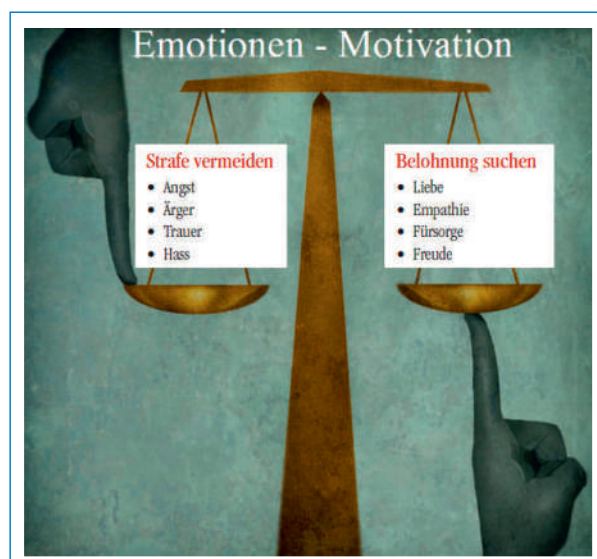 Emotionen - Motivation
Strafe vermeiden
• Angst
• Ärger
• Trauer
• Hass
Belohnung suchen
• Liebe
• Empathie
• Fürsorge
• Freude